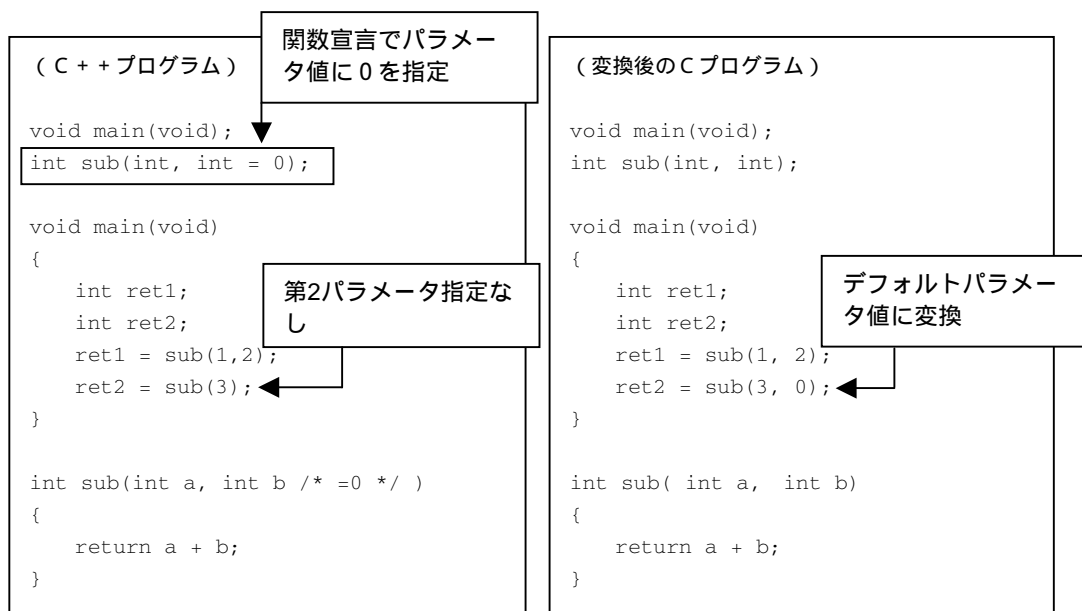 関数宣言でパラメー
タ値に0を指定
(C++プログラム)
void main(void);
int sub(int, int = 0);
void main(void)
{
int ret1;
int ret2;
ret1 = sub(1,2);
ret2 = sub(3);
}
第2パラメータ指定な
し
int sub(int a, int b /* =0 */ )
{
return a + b;
}
(変換後のCプログラム)
void main(void);
int sub(int, int);
void main(void)
{
int ret1;
int ret2;
ret1 = sub(1, 2);
ret2 = sub(3, 0);
}
デフォルトパラメー
タ値に変換
int sub( int a,  int b)
{
return a + b;
}